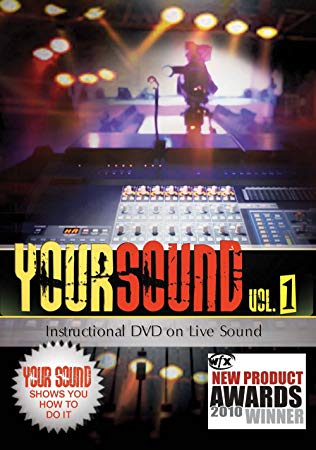 YOURSOUND VOL. 1
Instructional DVD on Live Sound
YOUR SOUND
SHOWS YOU
HOW TO
DO IT
wfx
NEW PRODUCT
AWARDS
2010 WINNER